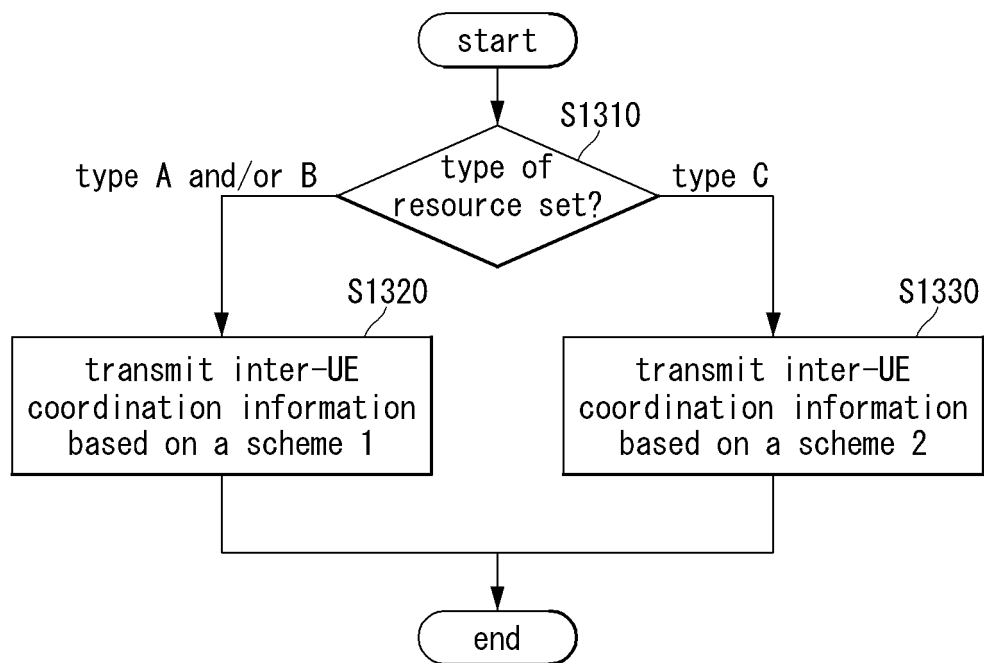 start
S1310
type A and/or B
type of
resource set?
type C
S1320
S1330
transmit inter-UE
coordination information
based on a scheme 1
transmit inter-UE
coordination information
based on a scheme 2
end